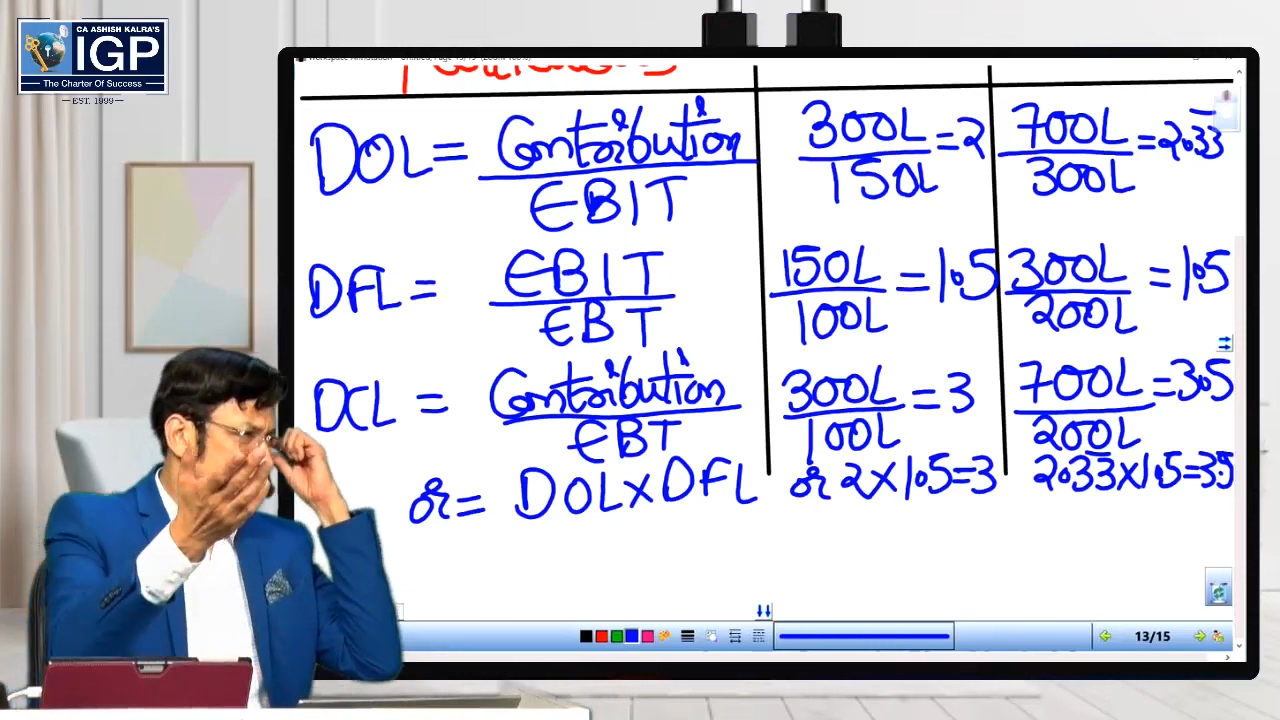 CA ASHISH KALRA'S
IGP
The Charter Of Success
EST. 1999
DOL = Contribution / EBIT 300L / 150L = 2 700L / 300L = 2.33
DFL = EBIT / EBT 150L / 100L = 1.5 300L / 200L = 1.5
DCL = Contribution / EBT 300L / 100L = 3 700L / 200L = 3.5
or = DOL x DFL or 2 x 1.5 = 3 2.33 x 1.5 = 3.5
13/15